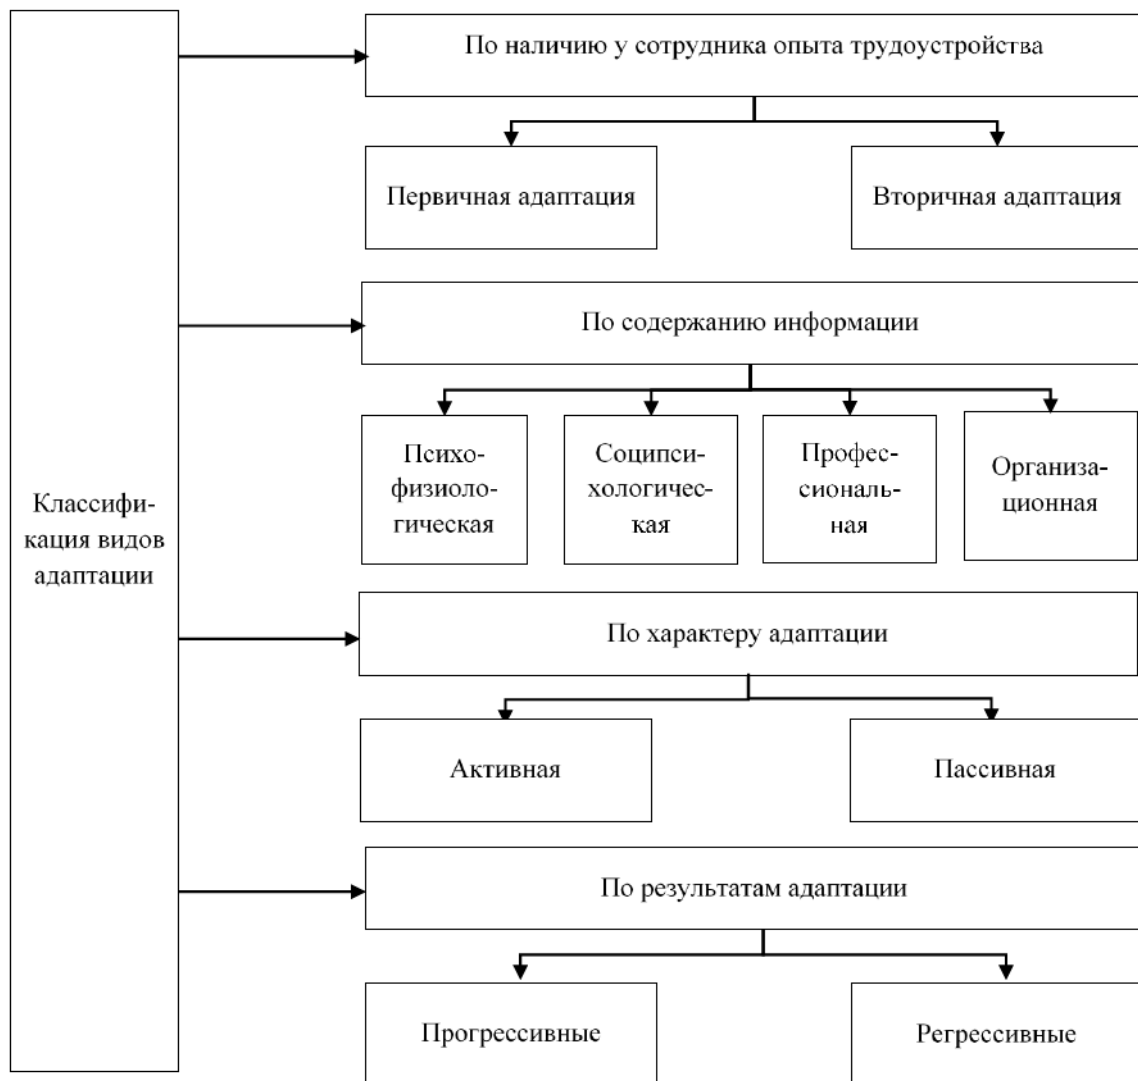 По наличию у сотрудника опыта трудоустройства
Первичная адаптация
Вторичная адаптация
По содержанию информации
Психо-
физиоло-
гическая
Соципси-
хологичес-
кая
Профес-
сиональ-
ная
Организа-
ционная
Классифи-
кация видов
адаптации
По характеру адаптации
Активная
Пассивная
По результатам адаптации
Прогрессивные
Регрессивные